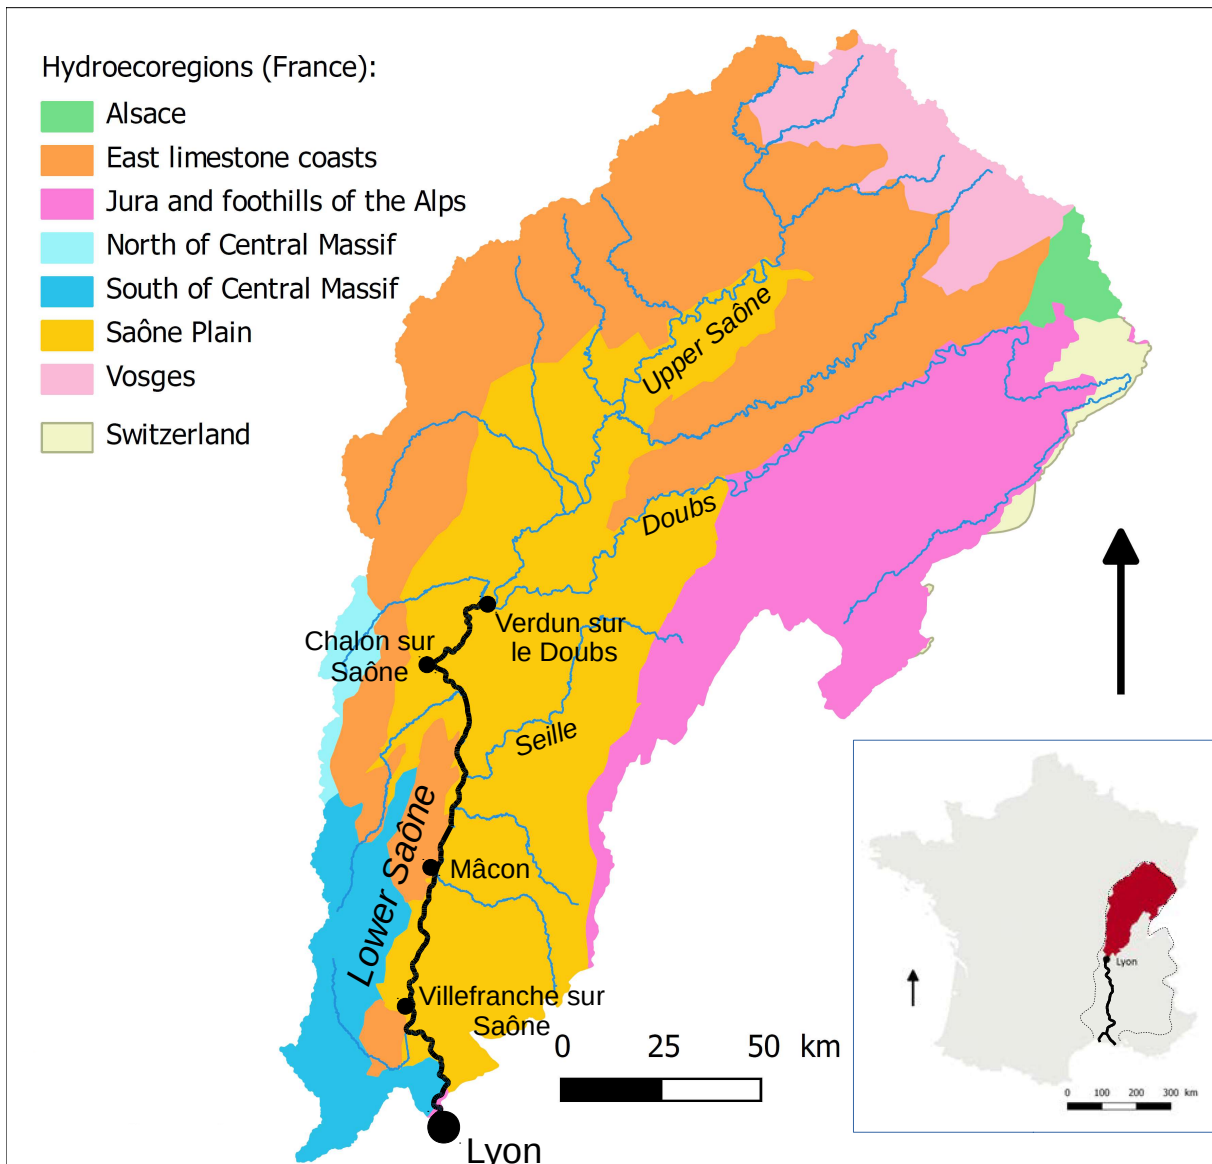 Hydroecoregions (France):
Alsace
East limestone coasts
Jura and foothills of the Alps
North of Central Massif
South of Central Massif
Saône Plain
Vosges
Switzerland
Upper Saône
Doubs
Verdun sur
le Doubs
Chalon sur
Saône
Seille
Lower Saône
Mâcon
Villefranche sur
Saône
0 25 50 km
Lyon
Lyon
0 100 200 300 km